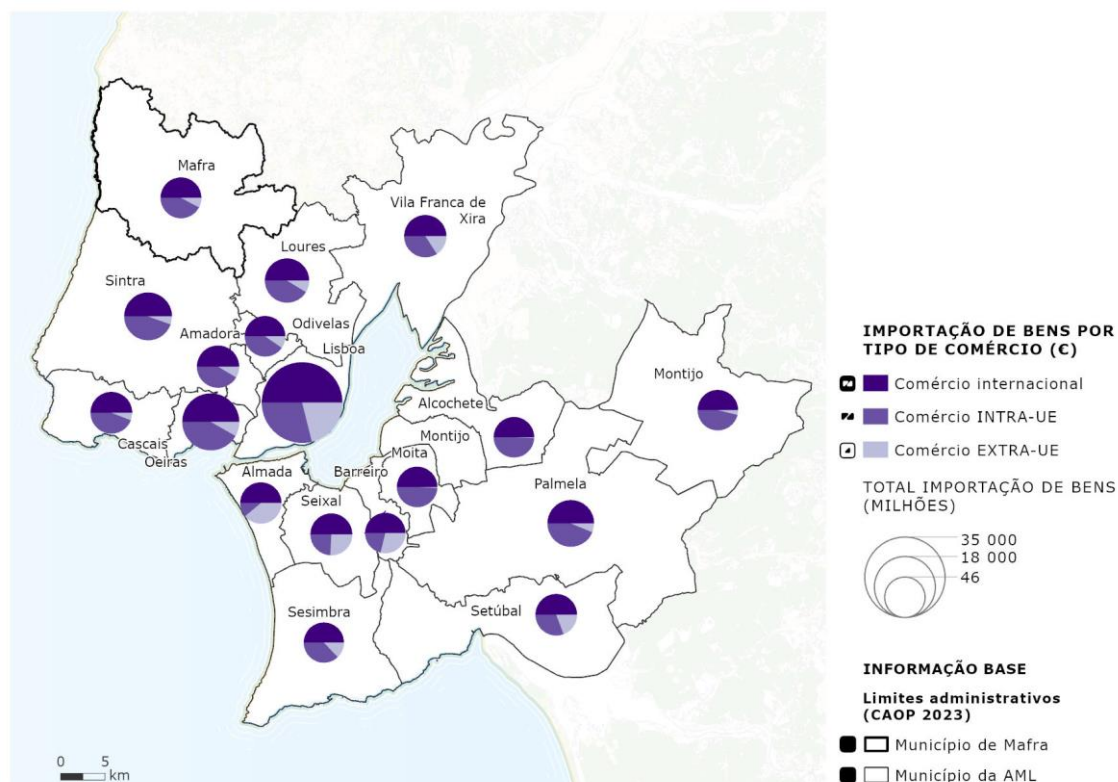 Mafra
Vila Franca de
Xira
Loures
Sintra
Odivelas
Amadora
Lisboa
Montijo
Alcochete
Cascais
Montijo
Oeiras
Moita
Almada
Barreiro
Palmela
Seixal
Sesimbra
Setúbal
0 5
km
IMPORTAÇÃO DE BENS POR
TIPO DE COMÉRCIO (€)
Comércio internacional
Comércio INTRA-UE
Comércio EXTRA-UE
TOTAL IMPORTAÇÃO DE BENS
(MILHÕES)
35 000
18 000
46
INFORMAÇÃO BASE
Limites administrativos
(CAOP 2023)
Município de Mafra
Município da AML